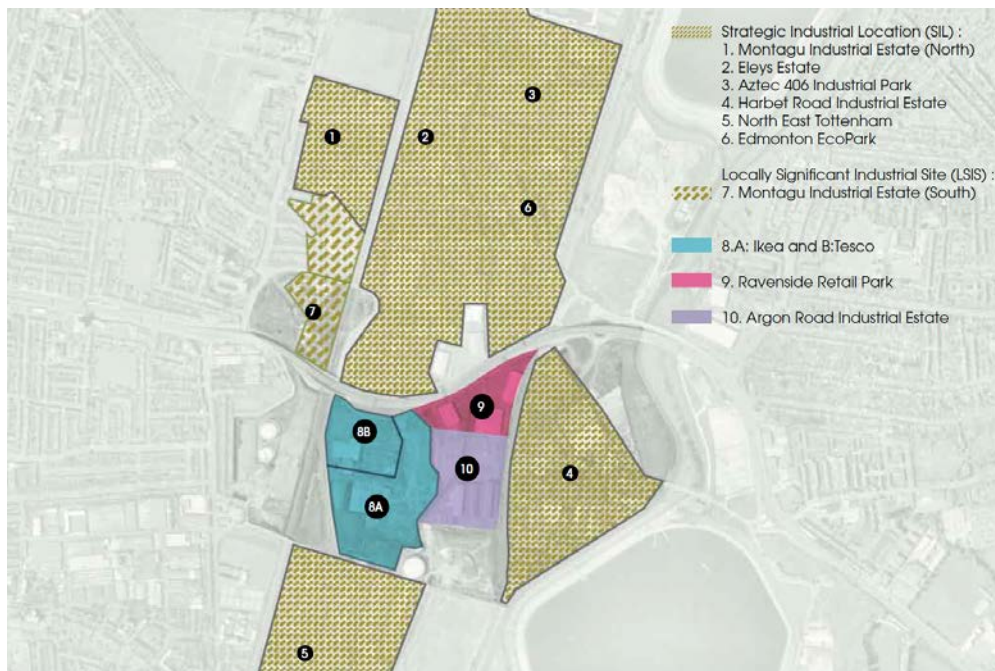 Strategic Industrial Location (SIL) :
1. Montagu Industrial Estate (North)
2. Eleys Estate
3. Aztec 406 Industrial Park
4. Harbet Road Industrial Estate
5. North East Tottenham
6. Edmonton EcoPark
Locally Significant Industrial Site (LSIS) :
7. Montagu Industrial Estate (South)
8.A: Ikea and B:Tesco
9. Ravenside Retail Park
10. Argon Road Industrial Estate
3
1
2
6
7
9
8B
10
4
8A
5